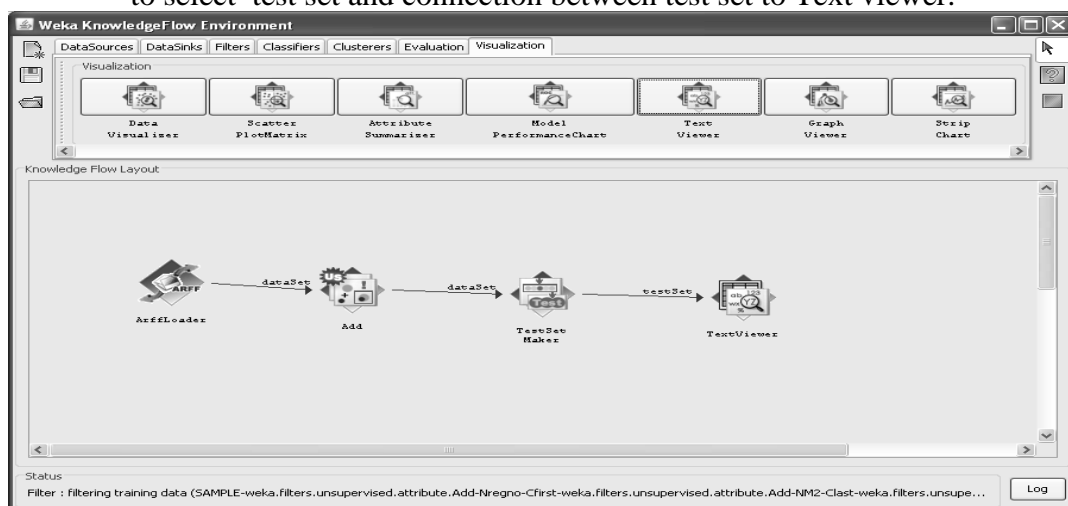 to select test set and connection between test set to Text viewer.
Weka KnowledgeFlow Environment
DataSources DataSinks Filters Classifiers Clusterers Evaluation Visualization
Visualization
Data Visualiser
Scatter PlotMatrix
Attribute Summariser
Model PerformanceChart
Text Viewer
Graph Viewer
Strip Chart
Knowledge Flow Layout
ARFF
dataSet
dataSet
testSet
ArffLoader
Add
TestSet Maker
TextViewer
Status
Filter : filtering training data (SAMPLE-weka.filters.unsupervised.attribute.Add-Nregno-Cfirst-weka.filters.unsupervised.attribute.Add-NM2-Clast-weka.filters.unsupe...
Log